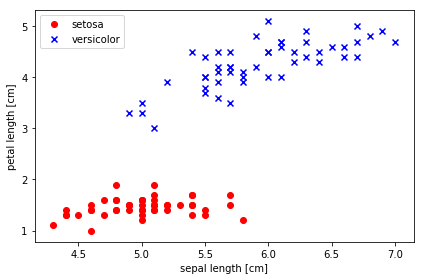 setosa
versicolor
5
4
3
2
1
petal length [cm]
4.5 5.0 5.5 6.0 6.5 7.0
sepal length [cm]